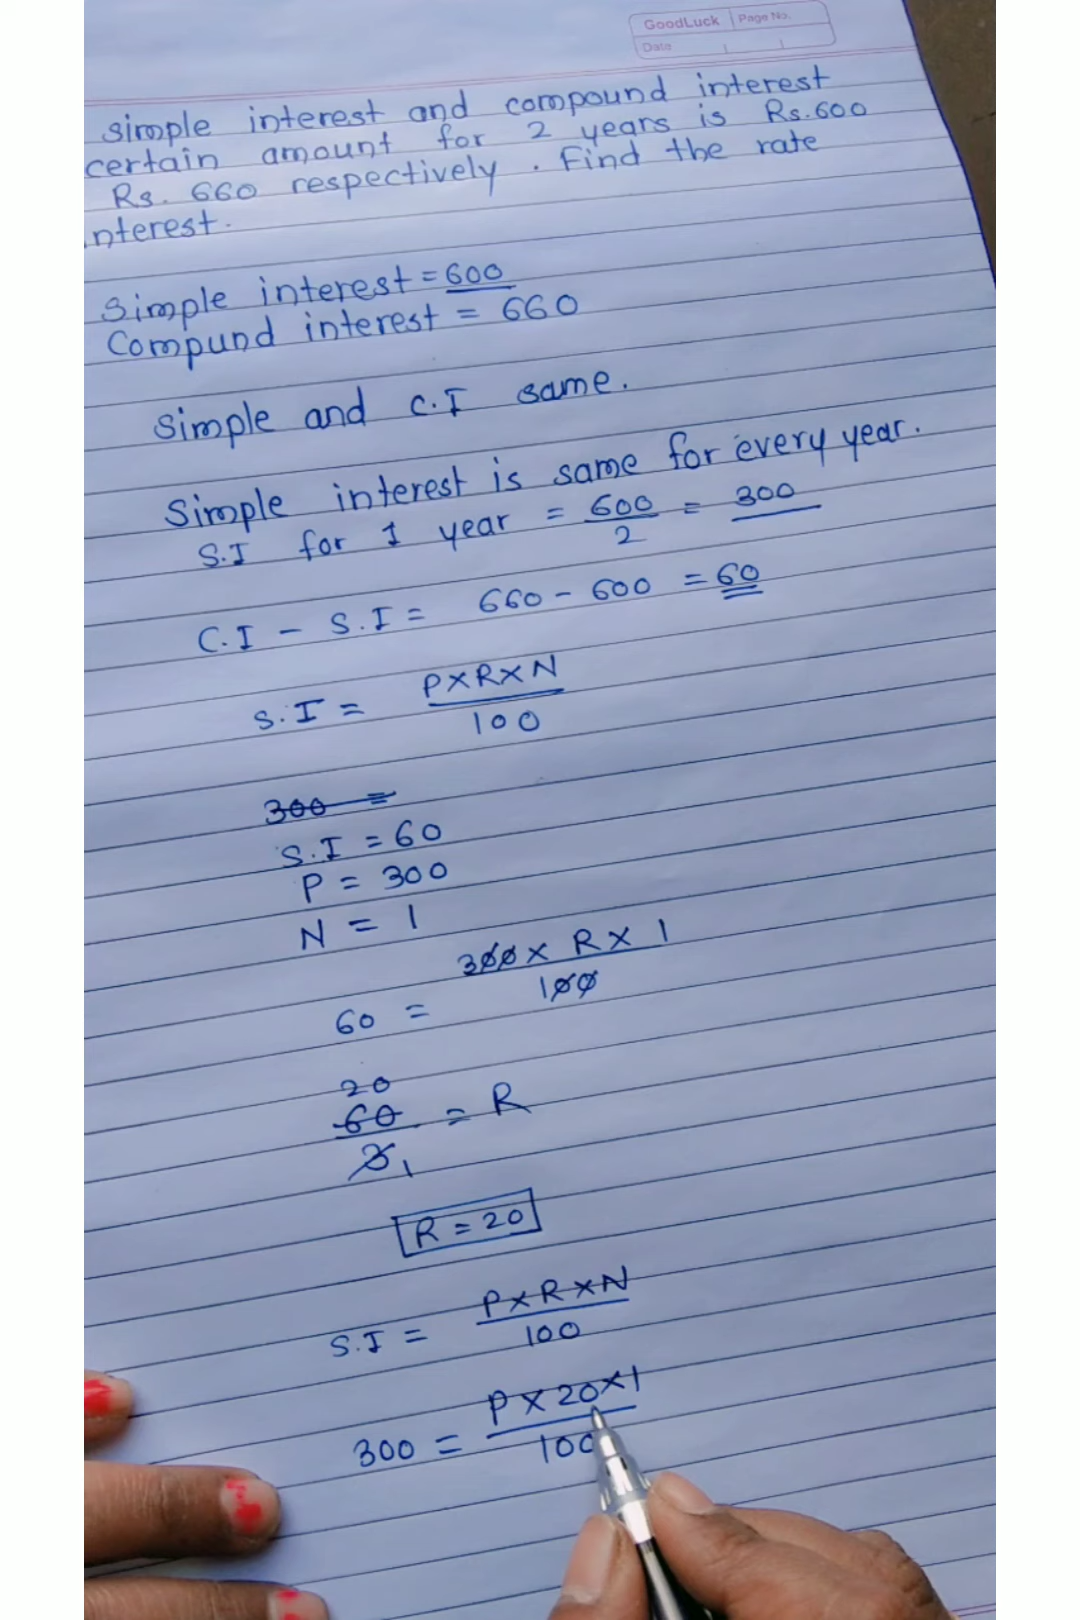 GoodLuck Page No.
Date
simple interest and compound interest
certain amount for 2 years is Rs.600
Rs. 660 respectively. Find the rate
nterest.
Simple interest = 600
Compund interest = 660
Simple and C.I same.
Simple interest is same for every year.
S.I for 1 year = 600/2 = 300
C.I - S.I = 660 - 600 = 60
S.I = P×R×N
100
300 =
S.I = 60
P = 300
N = 1
60 = 300 × R × 1
100
20
60 = R
3 1
R = 20
S.I = P×R×N
100
300 = P × 20 × 1
100